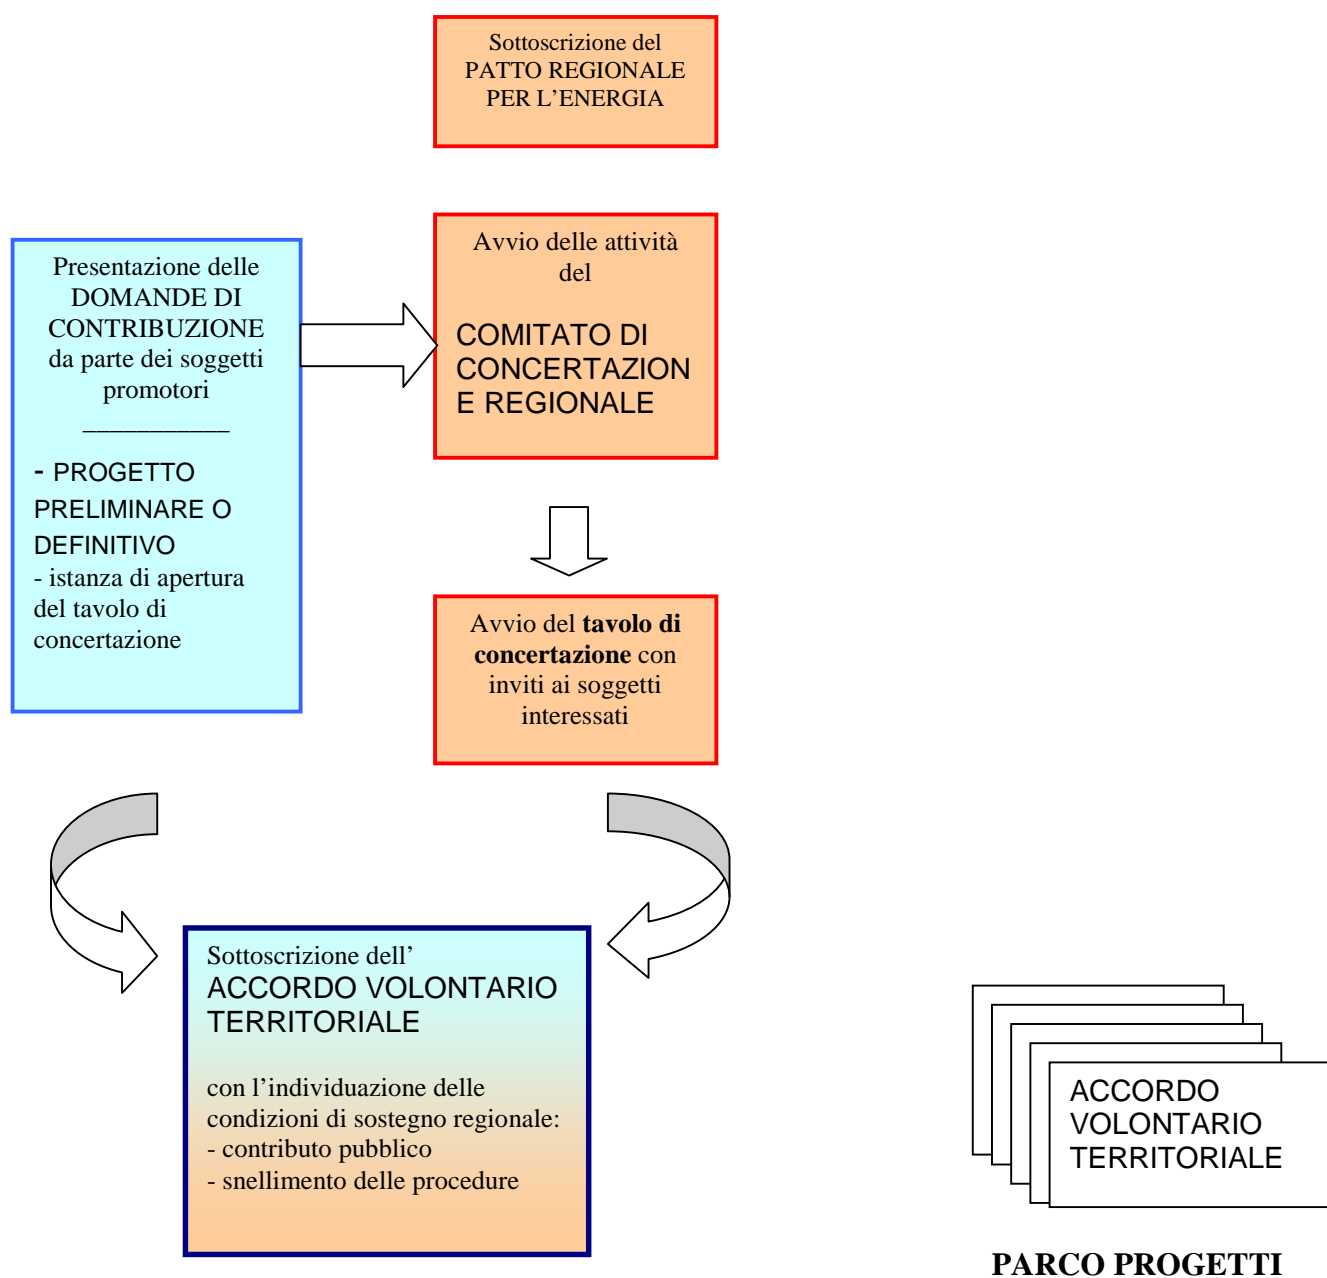 Sottoscrizione del
PATTO REGIONALE
PER L'ENERGIA
Presentazione delle
DOMANDE DI
CONTRIBUZIONE
da parte dei soggetti
promotori
___________
- PROGETTO
PRELIMINARE O
DEFINITIVO
- istanza di apertura
del tavolo di
concertazione
Avvio delle attività
del
COMITATO DI
CONCERTAZION
E REGIONALE
Avvio del tavolo di
concertazione con
inviti ai soggetti
interessati
Sottoscrizione dell'
ACCORDO VOLONTARIO
TERRITORIALE
con l'individuazione delle
condizioni di sostegno regionale:
- contributo pubblico
- snellimento delle procedure
ACCORDO
VOLONTARIO
TERRITORIALE
PARCO PROGETTI